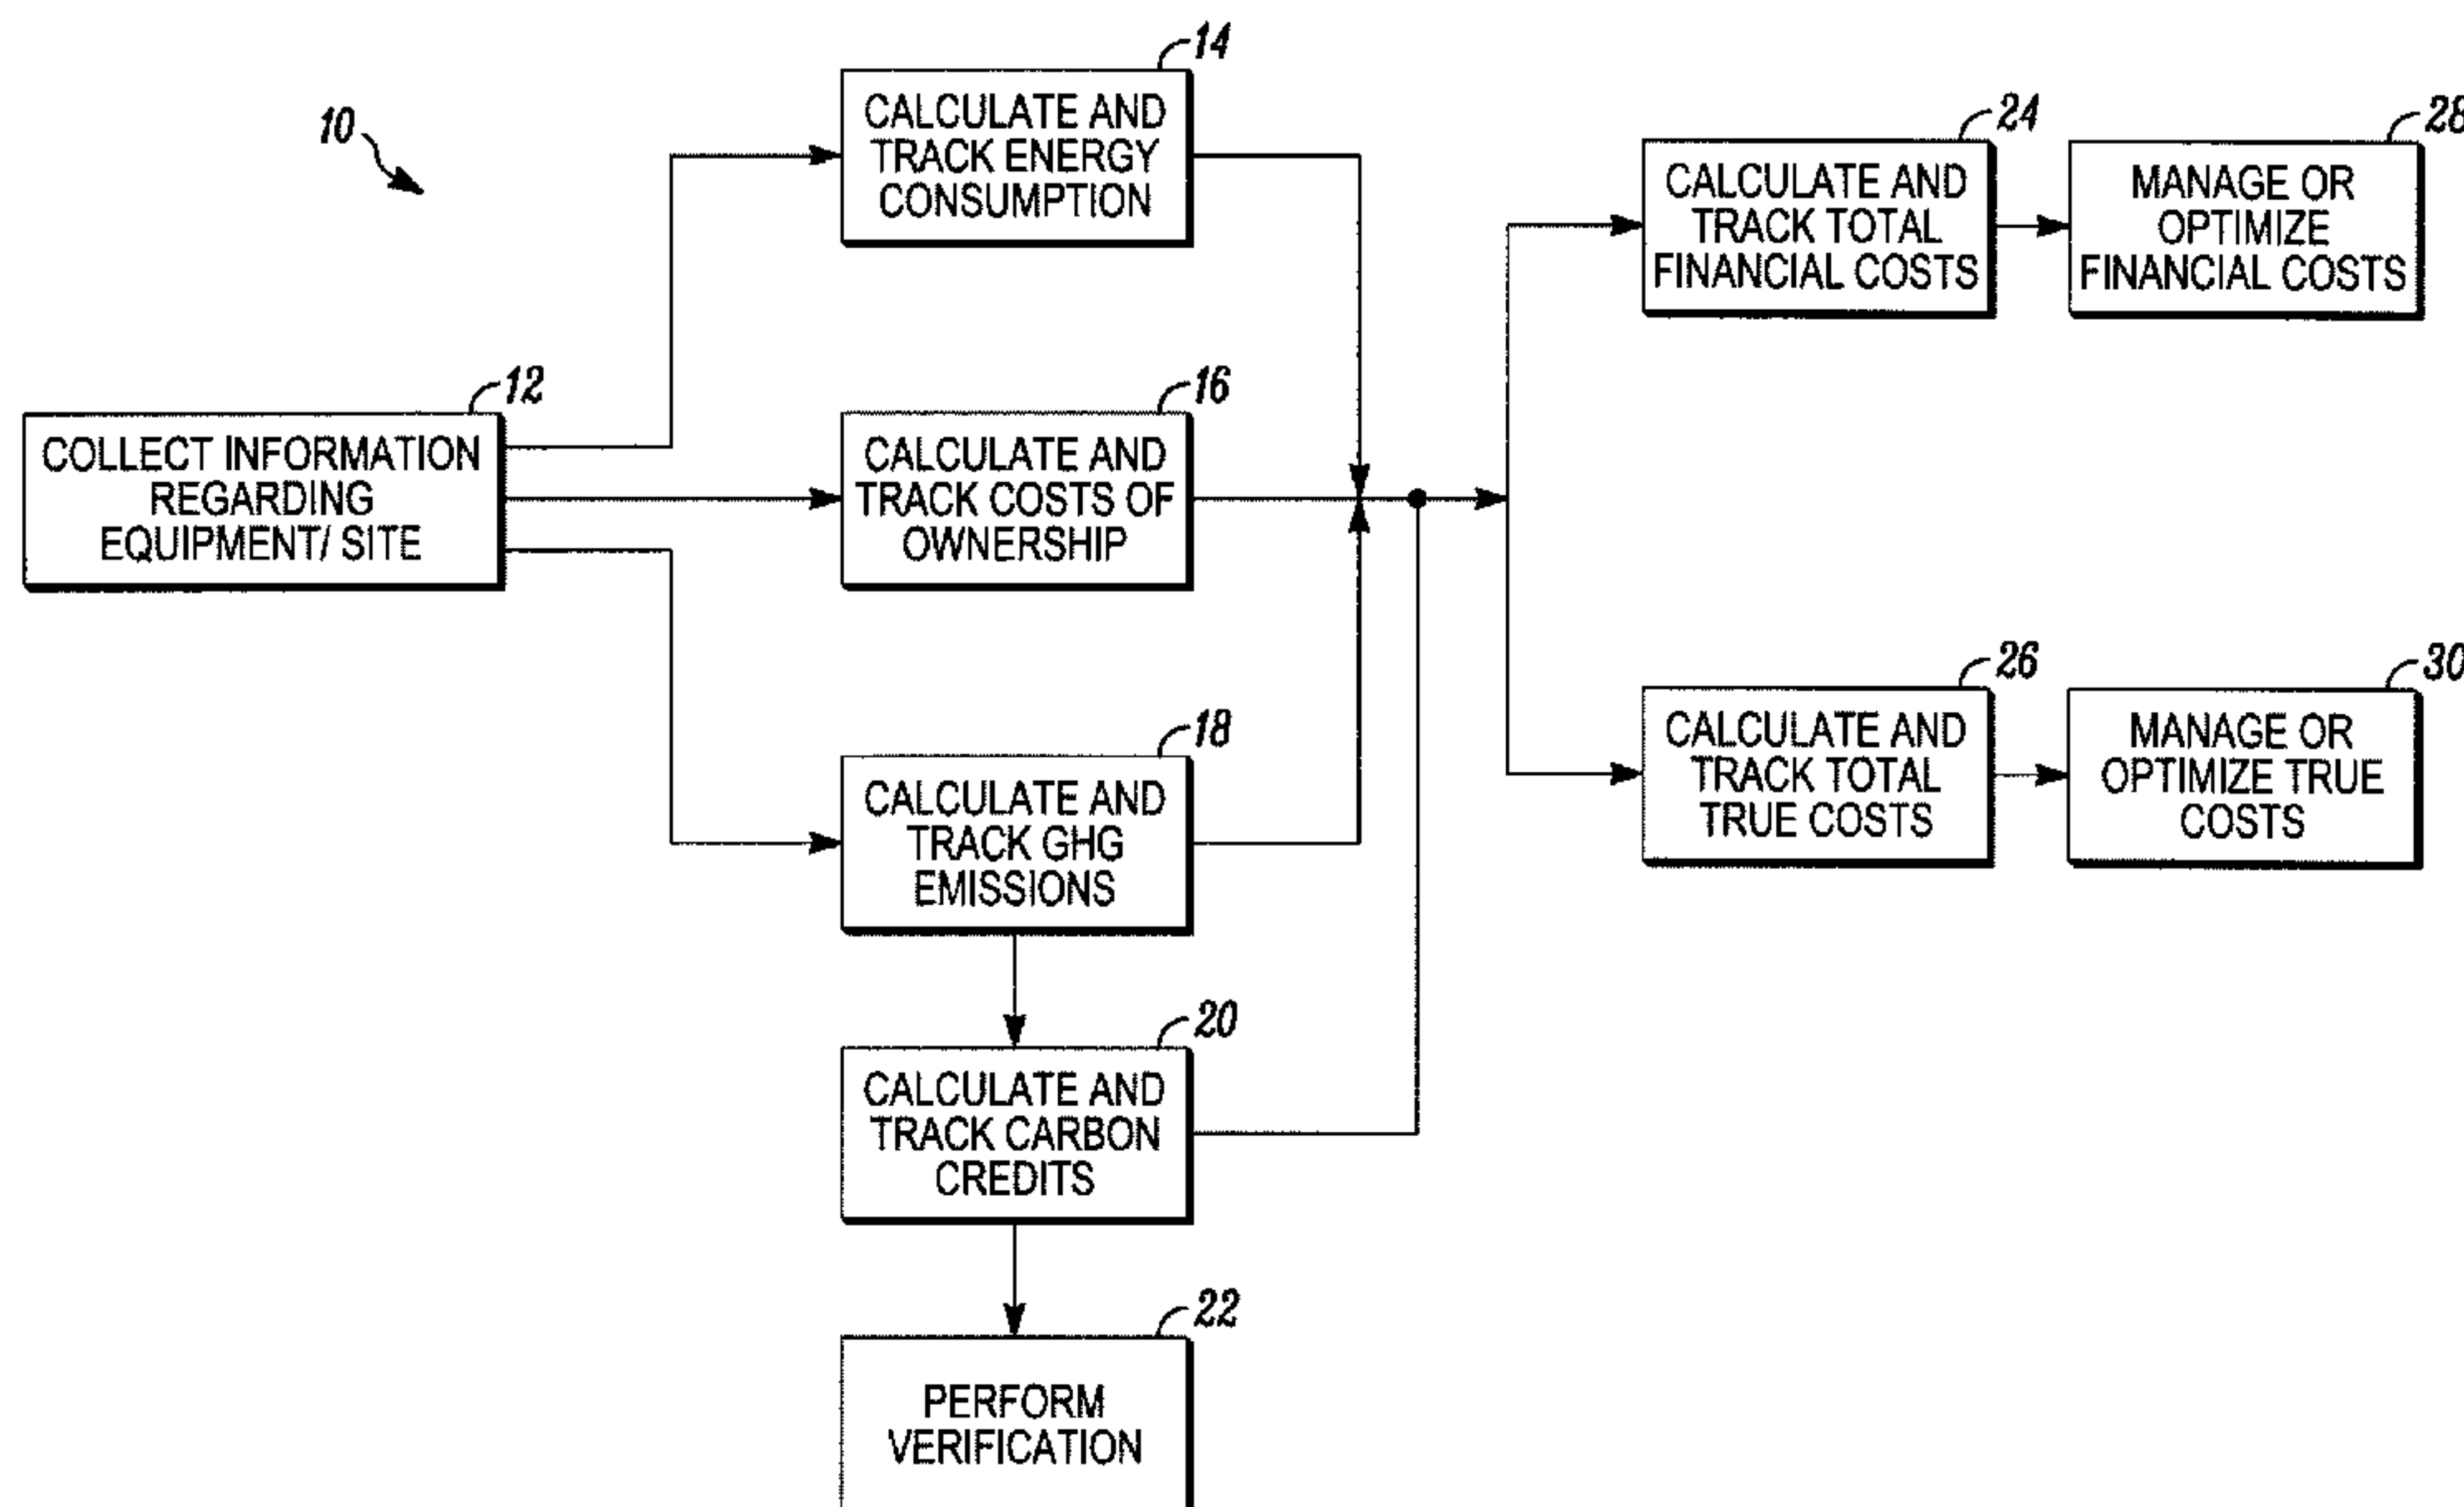 10
12
COLLECT INFORMATION
REGARDING
EQUIPMENT/ SITE
14
CALCULATE AND
TRACK ENERGY
CONSUMPTION
16
CALCULATE AND
TRACK COSTS OF
OWNERSHIP
18
CALCULATE AND
TRACK GHG
EMISSIONS
20
CALCULATE AND
TRACK CARBON
CREDITS
22
PERFORM
VERIFICATION
24
CALCULATE AND
TRACK TOTAL
FINANCIAL COSTS
28
MANAGE OR
OPTIMIZE
FINANCIAL COSTS
26
CALCULATE AND
TRACK TOTAL
TRUE COSTS
30
MANAGE OR
OPTIMIZE TRUE
COSTS